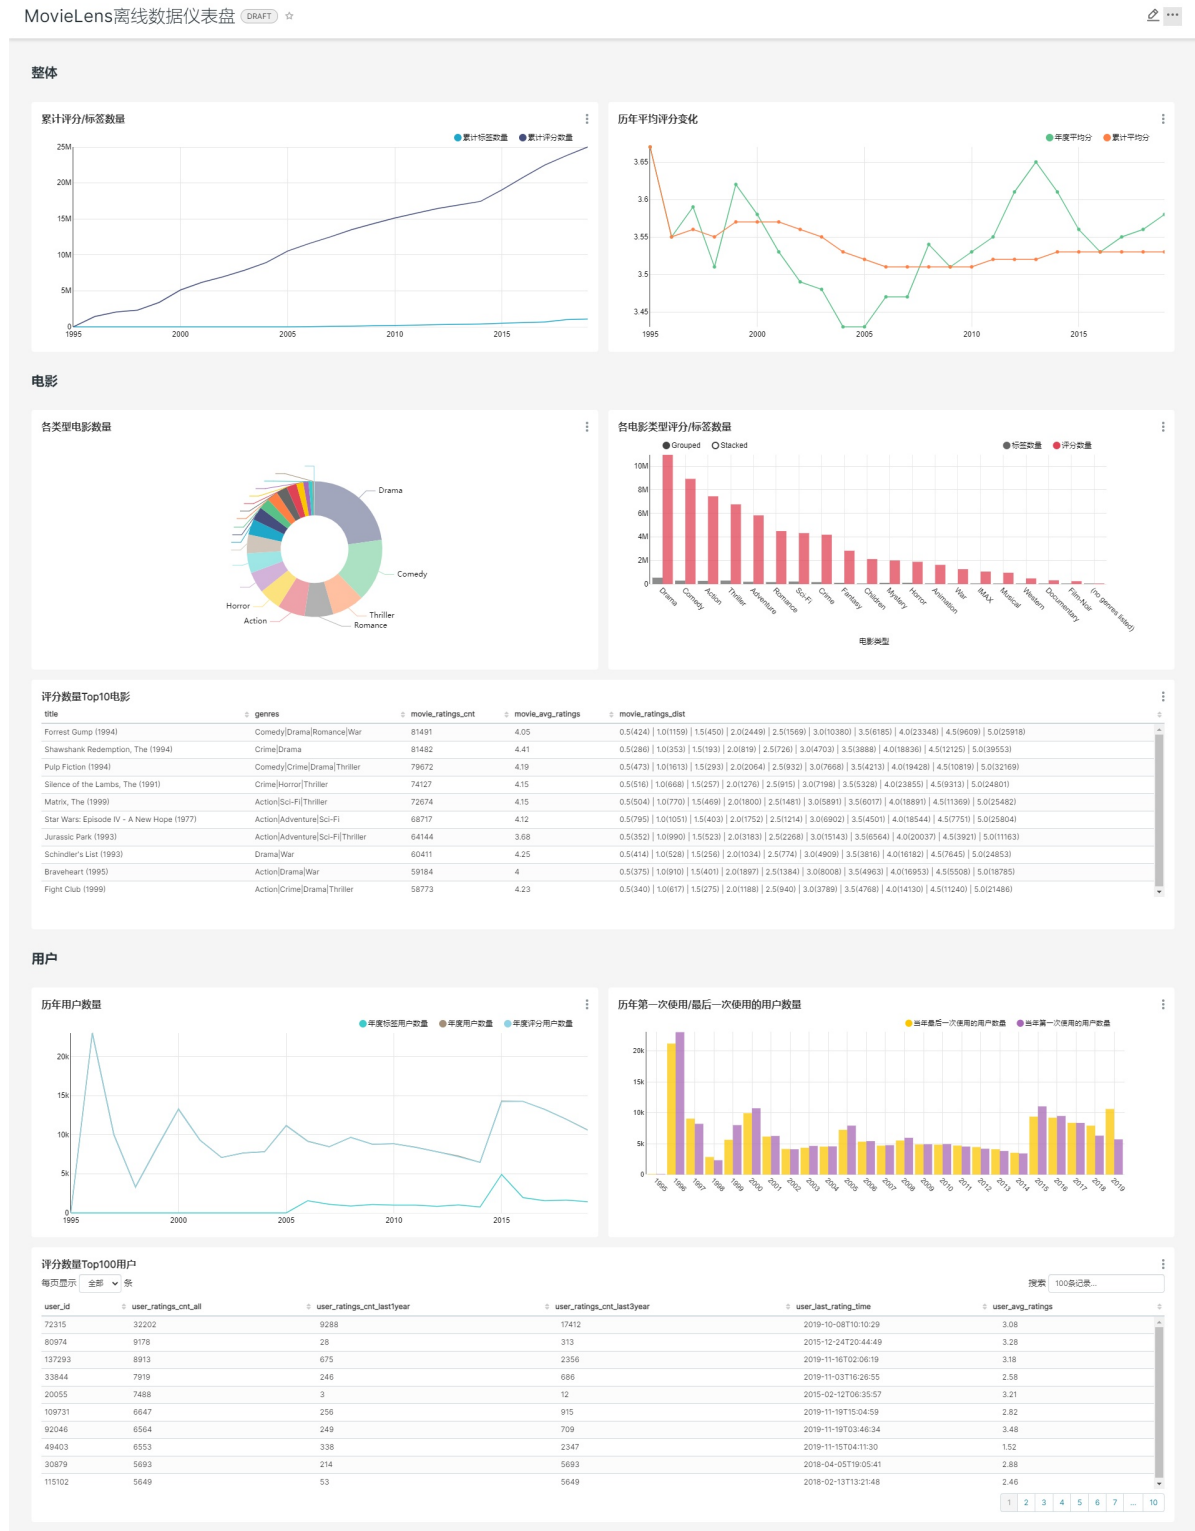 MovieLens离线数据仪表盘 DRAFT
整体
累计评分/标签数量
累计标签数量 累计评分数量
25M
20M
15M
10M
5M
0
1995 2000 2005 2010 2015
历年平均评分变化
年度平均分 累计平均分
3.65
3.6
3.55
3.5
3.45
1995 2000 2005 2010 2015
电影
各类型电影数量
Drama
Comedy
Thriller
Romance
Action
Horror
各电影类型评分/标签数量
Grouped Stacked 标签数量 评分数量
10M
8M
6M
4M
2M
0
Drama Comedy Action Thriller Adventure Romance Sci-Fi Crime Fantasy Children Mystery Horror Animation War IMAX Musical Western Documentary Film-Noir (no genres listed)
电影类型
评分数量Top10电影
title genres movie_ratings_cnt movie_avg_ratings movie_ratings_dist
Forrest Gump (1994) Comedy|Drama|Romance|War 81491 4.05 0.5(424) | 1.0(1159) | 1.5(450) | 2.0(2449) | 2.5(1569) | 3.0(10380) | 3.5(6185) | 4.0(23348) | 4.5(9609) | 5.0(25918)
Shawshank Redemption, The (1994) Crime|Drama 81482 4.41 0.5(286) | 1.0(353) | 1.5(193) | 2.0(819) | 2.5(726) | 3.0(4703) | 3.5(3888) | 4.0(18836) | 4.5(12125) | 5.0(39553)
Pulp Fiction (1994) Comedy|Crime|Drama|Thriller 79672 4.19 0.5(473) | 1.0(1613) | 1.5(293) | 2.0(2064) | 2.5(932) | 3.0(7668) | 3.5(4213) | 4.0(19428) | 4.5(10819) | 5.0(32169)
Silence of the Lambs, The (1991) Crime|Horror|Thriller 74127 4.15 0.5(516) | 1.0(668) | 1.5(257) | 2.0(1276) | 2.5(915) | 3.0(7198) | 3.5(5328) | 4.0(23855) | 4.5(9313) | 5.0(24801)
Matrix, The (1999) Action|Sci-Fi|Thriller 72674 4.15 0.5(504) | 1.0(770) | 1.5(469) | 2.0(1800) | 2.5(1481) | 3.0(5891) | 3.5(6017) | 4.0(18891) | 4.5(11369) | 5.0(25482)
Star Wars: Episode IV - A New Hope (1977) Action|Adventure|Sci-Fi 68717 4.12 0.5(795) | 1.0(1051) | 1.5(403) | 2.0(1752) | 2.5(1214) | 3.0(6902) | 3.5(4501) | 4.0(18544) | 4.5(7751) | 5.0(25804)
Jurassic Park (1993) Action|Adventure|Sci-Fi|Thriller 64144 3.68 0.5(352) | 1.0(990) | 1.5(523) | 2.0(3183) | 2.5(2268) | 3.0(15143) | 3.5(6564) | 4.0(20037) | 4.5(3921) | 5.0(11163)
Schindler's List (1993) Drama|War 60411 4.25 0.5(414) | 1.0(528) | 1.5(256) | 2.0(1034) | 2.5(774) | 3.0(4909) | 3.5(3816) | 4.0(16182) | 4.5(7645) | 5.0(24853)
Braveheart (1995) Action|Drama|War 59184 4 0.5(375) | 1.0(910) | 1.5(401) | 2.0(1897) | 2.5(1384) | 3.0(8008) | 3.5(4963) | 4.0(16953) | 4.5(5508) | 5.0(18785)
Fight Club (1999) Action|Crime|Drama|Thriller 58773 4.23 0.5(340) | 1.0(617) | 1.5(275) | 2.0(1188) | 2.5(940) | 3.0(3789) | 3.5(4768) | 4.0(14130) | 4.5(11240) | 5.0(21486)
用户
历年用户数量
年度标签用户数量 年度用户数量 年度评分用户数量
20k
15k
10k
5k
0
1995 2000 2005 2010 2015
历年第一次使用/最后一次使用的用户数量
当年最后一次使用的用户数量 当年第一次使用的用户数量
20k
15k
10k
5k
0
1995 1996 1997 1998 1999 2000 2001 2002 2003 2004 2005 2006 2007 2008 2009 2010 2011 2012 2013 2014 2015 2016 2017 2018 2019
评分数量Top100用户
每页显示 全部 条 搜索 100条记录...
user_id user_ratings_cnt_all user_ratings_cnt_last1year user_ratings_cnt_last3year user_last_rating_time user_avg_ratings
72315 32202 9288 17412 2019-10-08T10:10:29 3.08
80974 9178 28 313 2015-12-24T20:44:49 3.28
137293 8913 675 2356 2019-11-16T02:06:19 3.18
33844 7919 246 686 2019-11-03T16:26:55 2.58
20055 7488 3 12 2015-02-12T06:35:57 3.21
109731 6647 256 915 2019-11-19T15:04:59 2.82
92046 6564 249 709 2019-11-19T03:46:34 3.48
49403 6553 338 2347 2019-11-15T04:11:30 1.52
30879 5693 214 5693 2018-04-05T19:05:41 2.88
115102 5649 53 5649 2018-02-13T13:21:48 2.46
1 2 3 4 5 6 7 ... 10